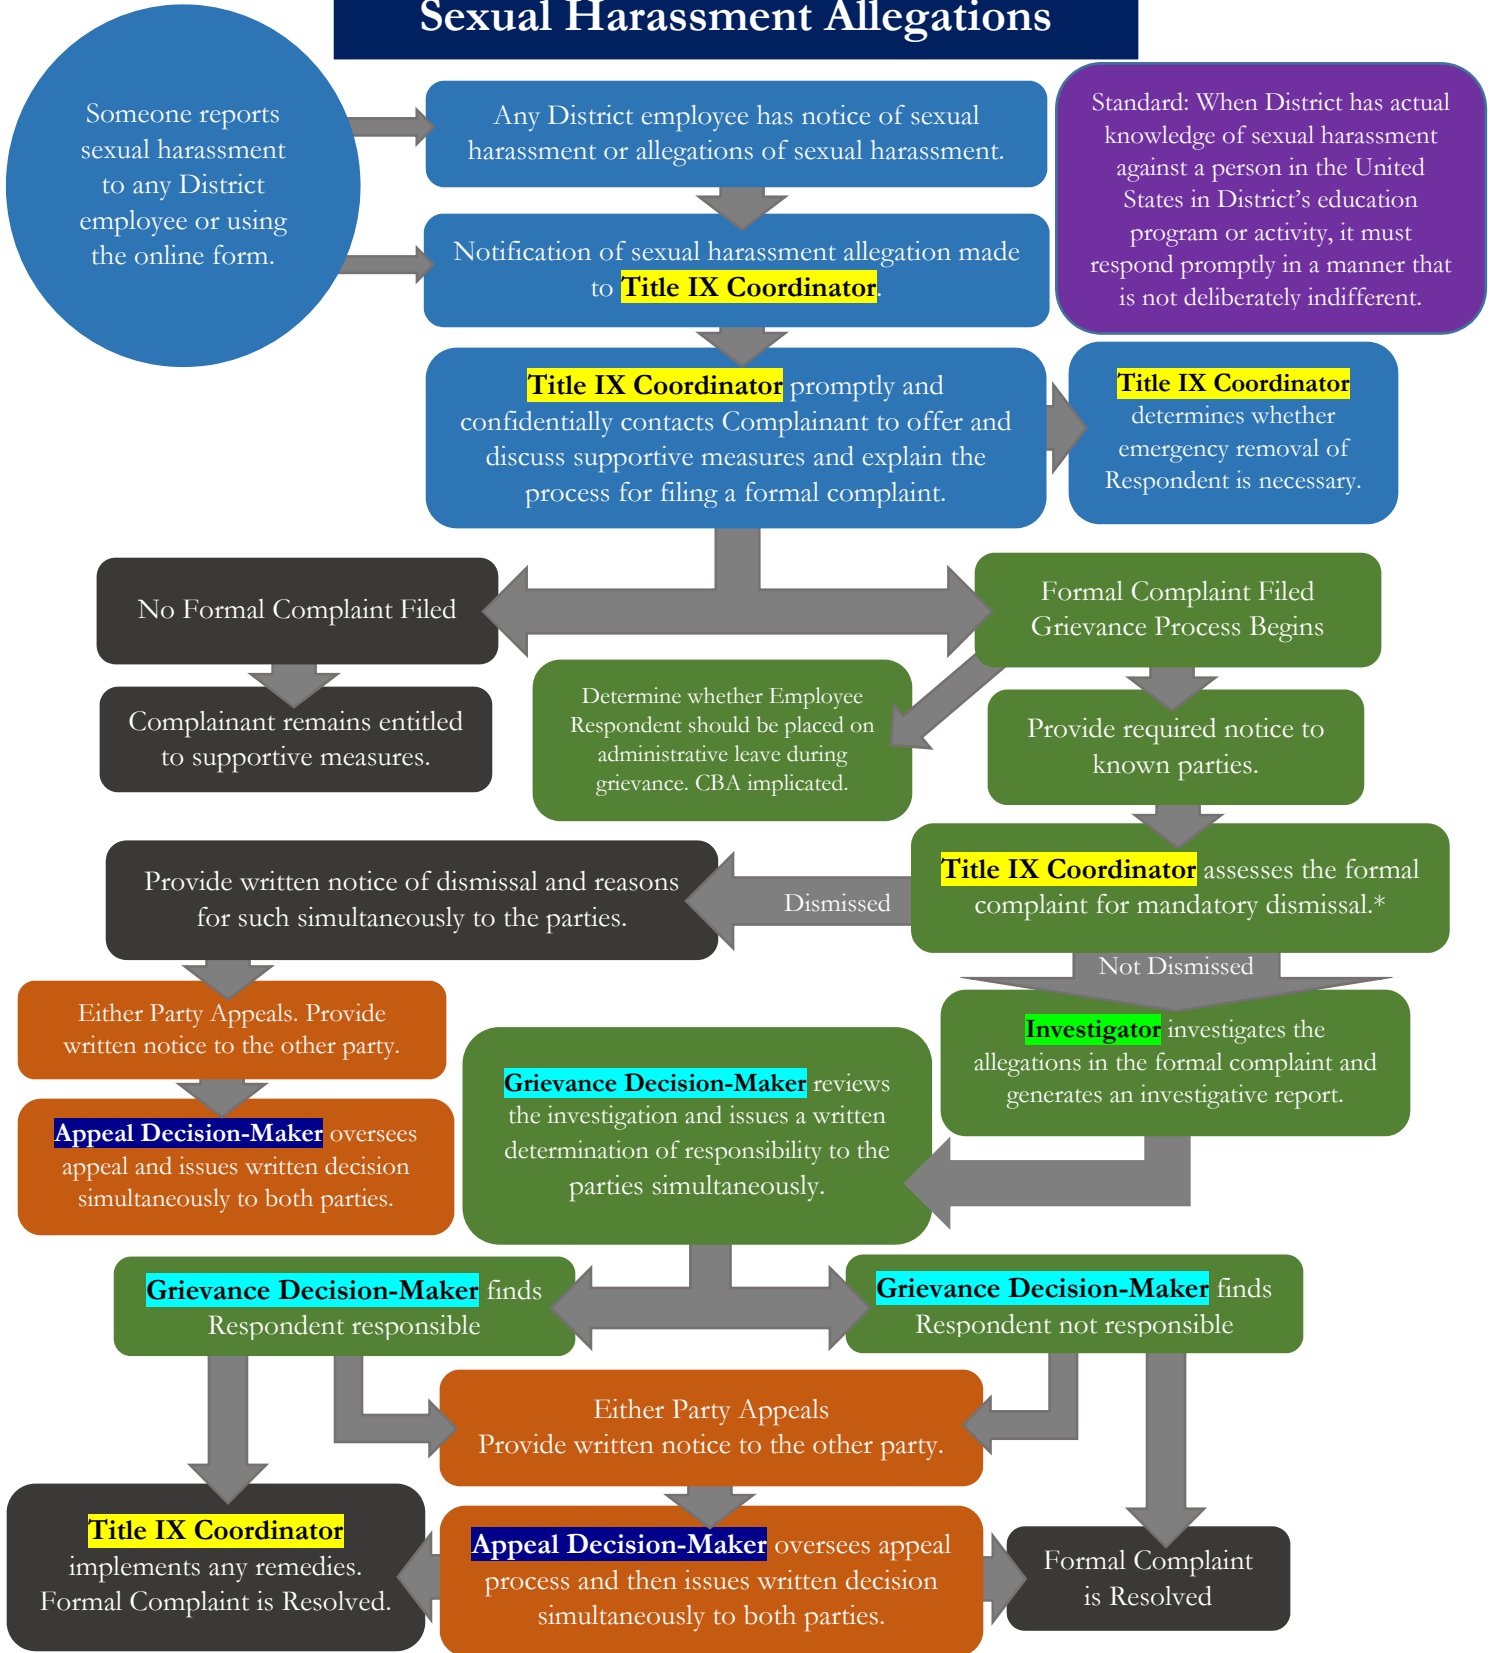 Sexual Harassment Allegations
Someone reports
sexual harassment
to any District
employee or using
the online form.
Any District employee has notice of sexual
harassment or allegations of sexual harassment.
Standard: When District has actual
knowledge of sexual harassment
against a person in the United
States in District's education
program or activity, it must
respond promptly in a manner that
is not deliberately indifferent.
Notification of sexual harassment allegation made
to Title IX Coordinator.
Title IX Coordinator promptly and
confidentially contacts Complainant to offer and
discuss supportive measures and explain the
process for filing a formal complaint.
Title IX Coordinator
determines whether
emergency removal of
Respondent is necessary.
No Formal Complaint Filed
Formal Complaint Filed
Grievance Process Begins
Complainant remains entitled
to supportive measures.
Determine whether Employee
Respondent should be placed on
administrative leave during
grievance. CBA implicated.
Provide required notice to
known parties.
Title IX Coordinator assesses the formal
complaint for mandatory dismissal.*
Dismissed
Provide written notice of dismissal and reasons
for such simultaneously to the parties.
Not Dismissed
Either Party Appeals. Provide
written notice to the other party.
Investigator investigates the
allegations in the formal complaint and
generates an investigative report.
Grievance Decision-Maker reviews
the investigation and issues a written
determination of responsibility to the
parties simultaneously.
Appeal Decision-Maker oversees
appeal and issues written decision
simultaneously to both parties.
Grievance Decision-Maker finds
Respondent responsible
Grievance Decision-Maker finds
Respondent not responsible
Either Party Appeals
Provide written notice to the other party.
Title IX Coordinator
implements any remedies.
Formal Complaint is Resolved.
Appeal Decision-Maker oversees appeal
process and then issues written decision
simultaneously to both parties.
Formal Complaint
is Resolved